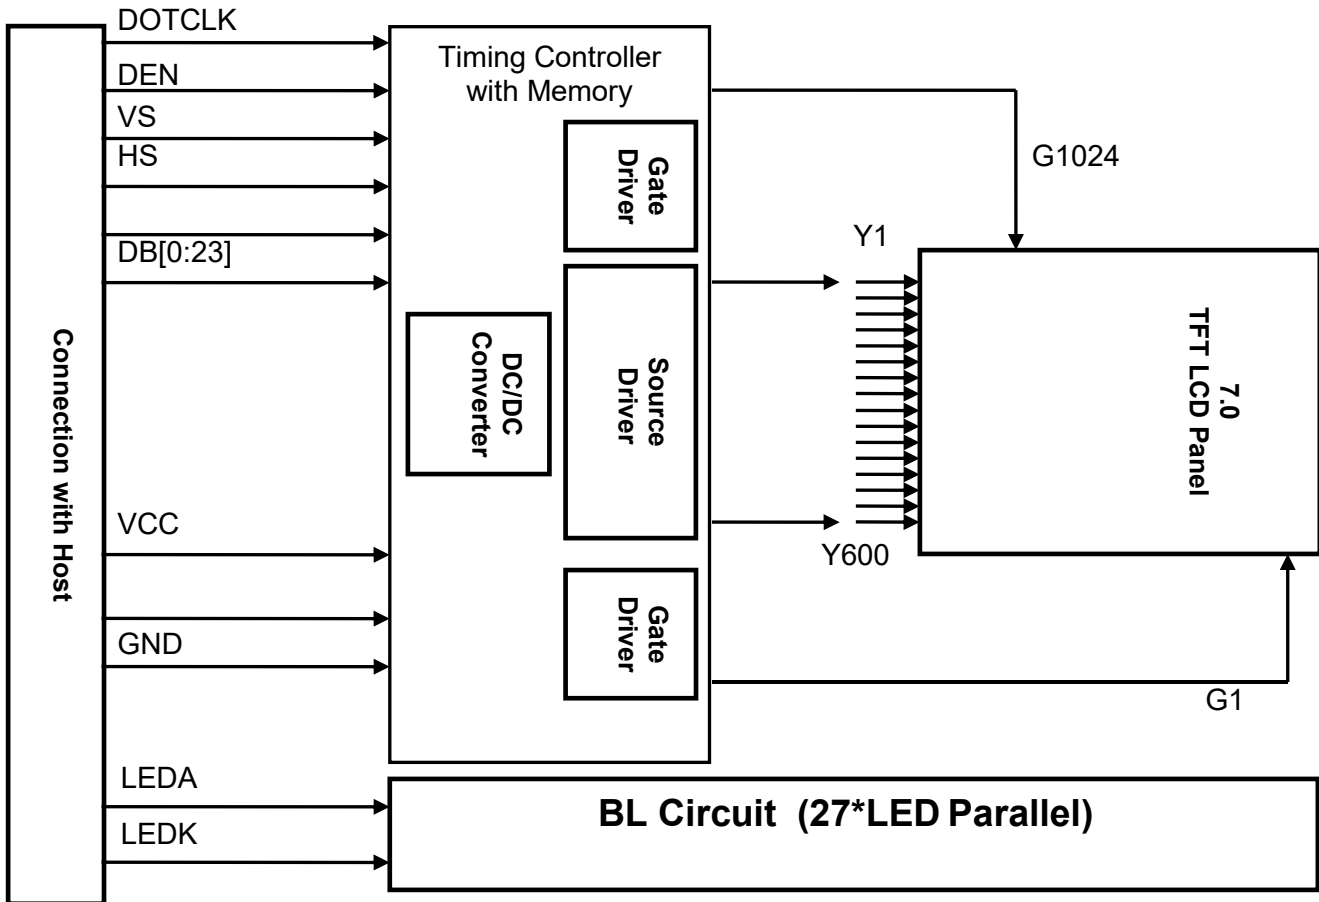 DOTCLK
DEN
VS
HS
DB[0:23]
VCC
GND
LEDA
LEDK
Connection with Host
Timing Controller
with Memory
Gate
Driver
DC/DC
Converter
Source
Driver
Gate
Driver
G1024
Y1
Y600
G1
7.0
TFT LCD Panel
BL Circuit (27*LED Parallel)